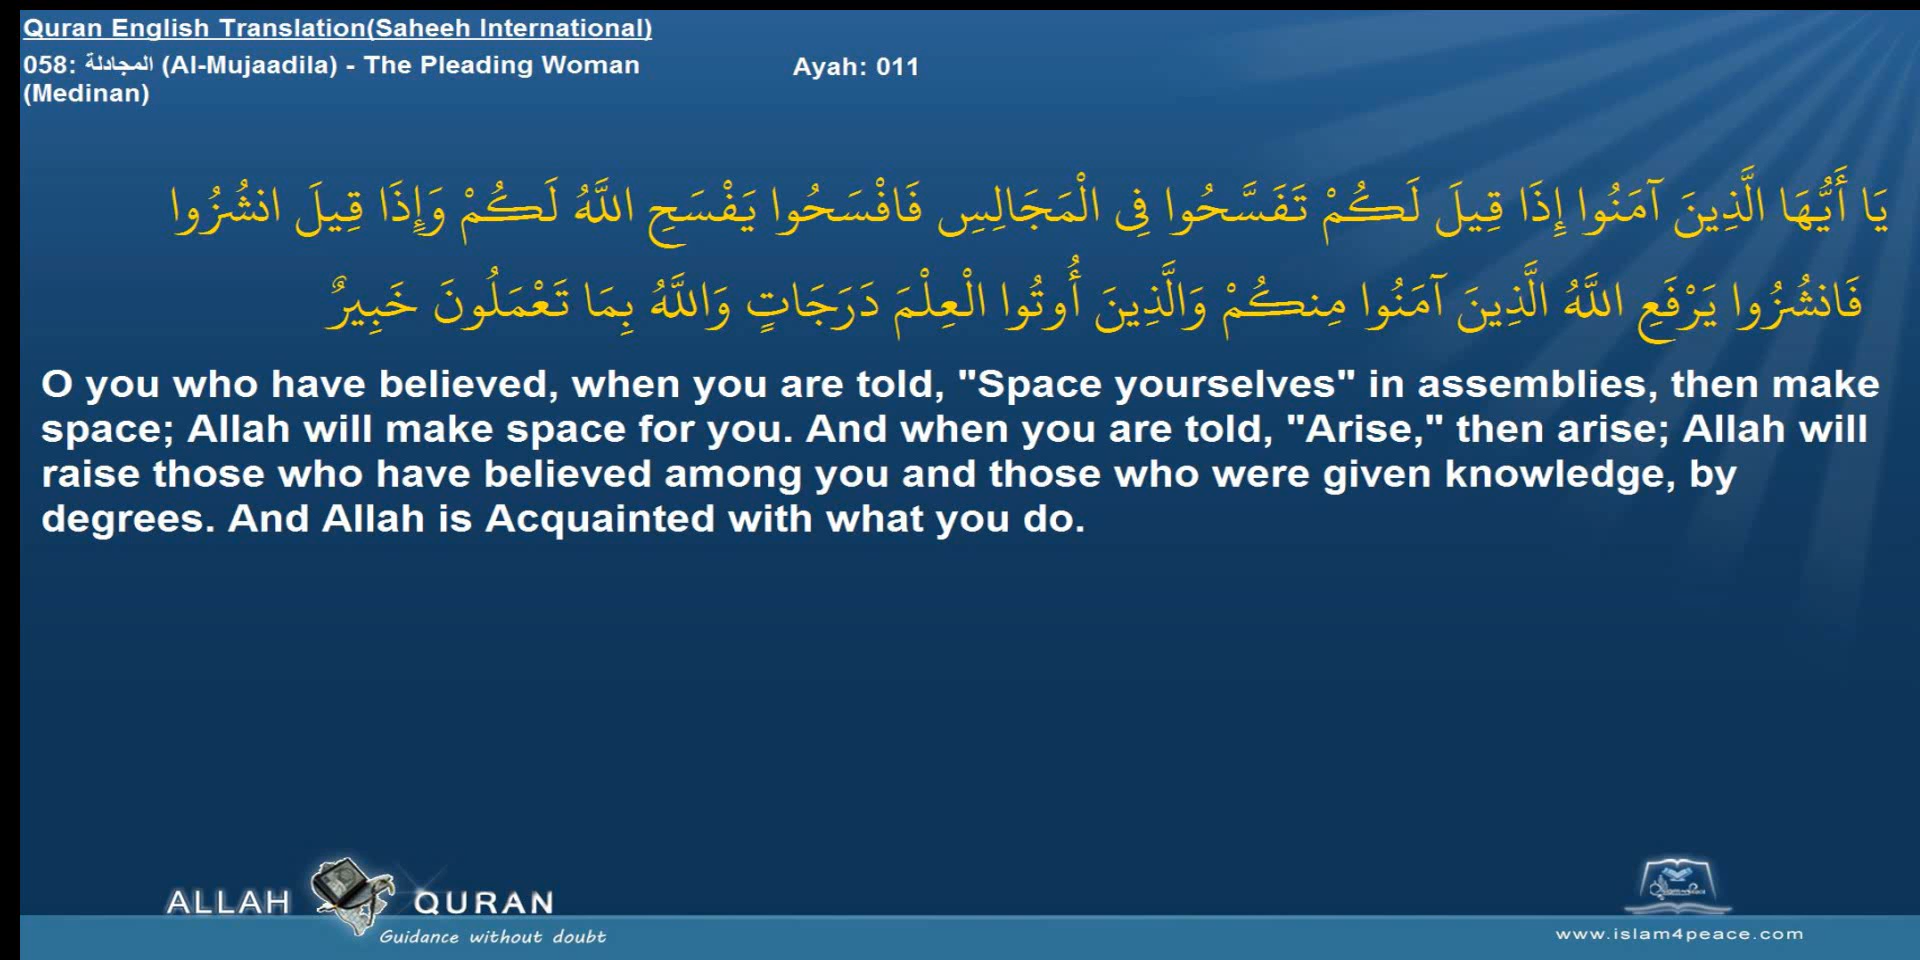 Quran English Translation(Saheeh International)
058: المجادلة (Al-Mujaadila) - The Pleading Woman
(Medinan)
Ayah: 011
يَا أَيُّهَا الَّذِينَ آمَنُوا إِذَا قِيلَ لَكُمْ تَفَسَّحُوا فِي الْمَجَالِسِ فَافْسَحُوا يَفْسَحِ اللَّهُ لَكُمْ وَإِذَا قِيلَ انشُزُوا
فَانشُزُوا يَرْفَعِ اللَّهُ الَّذِينَ آمَنُوا مِنكُمْ وَالَّذِينَ أُوتُوا الْعِلْمَ دَرَجَاتٍ وَاللَّهُ بِمَا تَعْمَلُونَ خَبِيرٌ
O you who have believed, when you are told, "Space yourselves" in assemblies, then make
space; Allah will make space for you. And when you are told, "Arise," then arise; Allah will
raise those who have believed among you and those who were given knowledge, by
degrees. And Allah is Acquainted with what you do.
ALLAH QURAN
Guidance without doubt
www.islam4peace.com